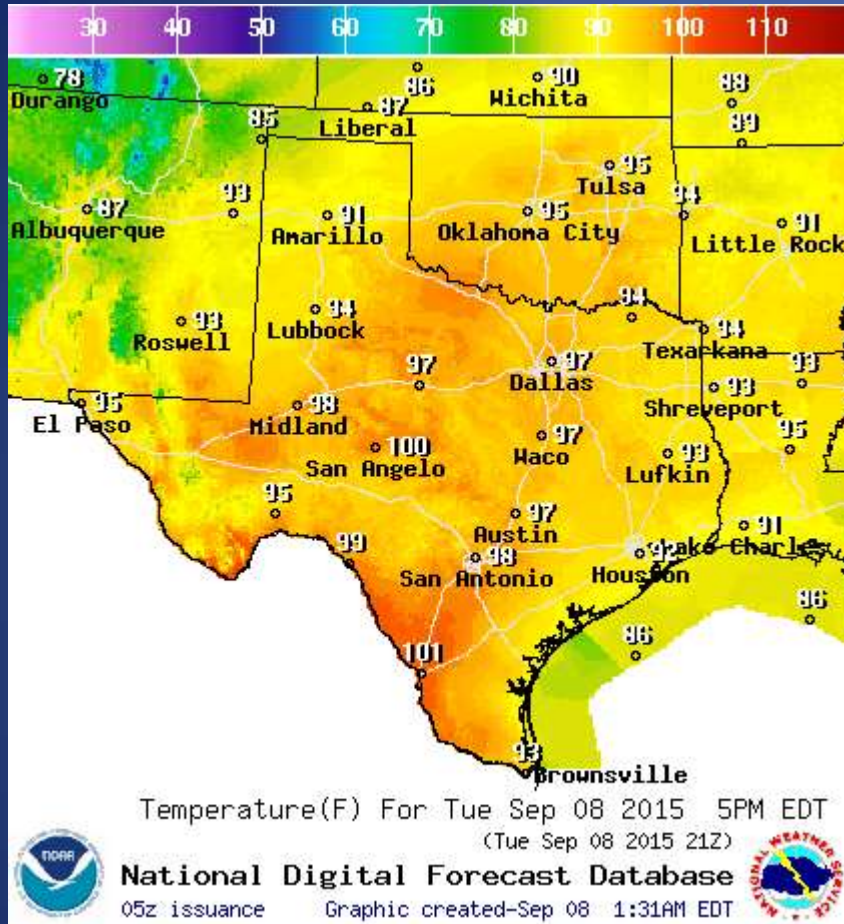 30 40 50 60 70 80 90 100 110
78
Durango
86
90
Wichita
88
87
Liberal
85
89
95
Tulsa
87
Albuquerque
93
91
Amarillo
95
Oklahoma City
94
91
Little Rock
93
Roswell
94
Lubbock
94
94
Texarkana
97
97
Dallas
93
Shreveport
93
95
El Paso
98
Midland
100
San Angelo
97
Waco
93
Lufkin
95
95
97
Austin
91
Lake Charles
99
98
San Antonio
92
Houston
86
86
101
93
Brownsville
Temperature(F) For Tue Sep 08 2015 5PM EDT
(Tue Sep 08 2015 21Z)
NOAA
National Digital Forecast Database
05z issuance Graphic created-Sep 08 1:31AM EDT
NATIONAL WEATHER SERVICE